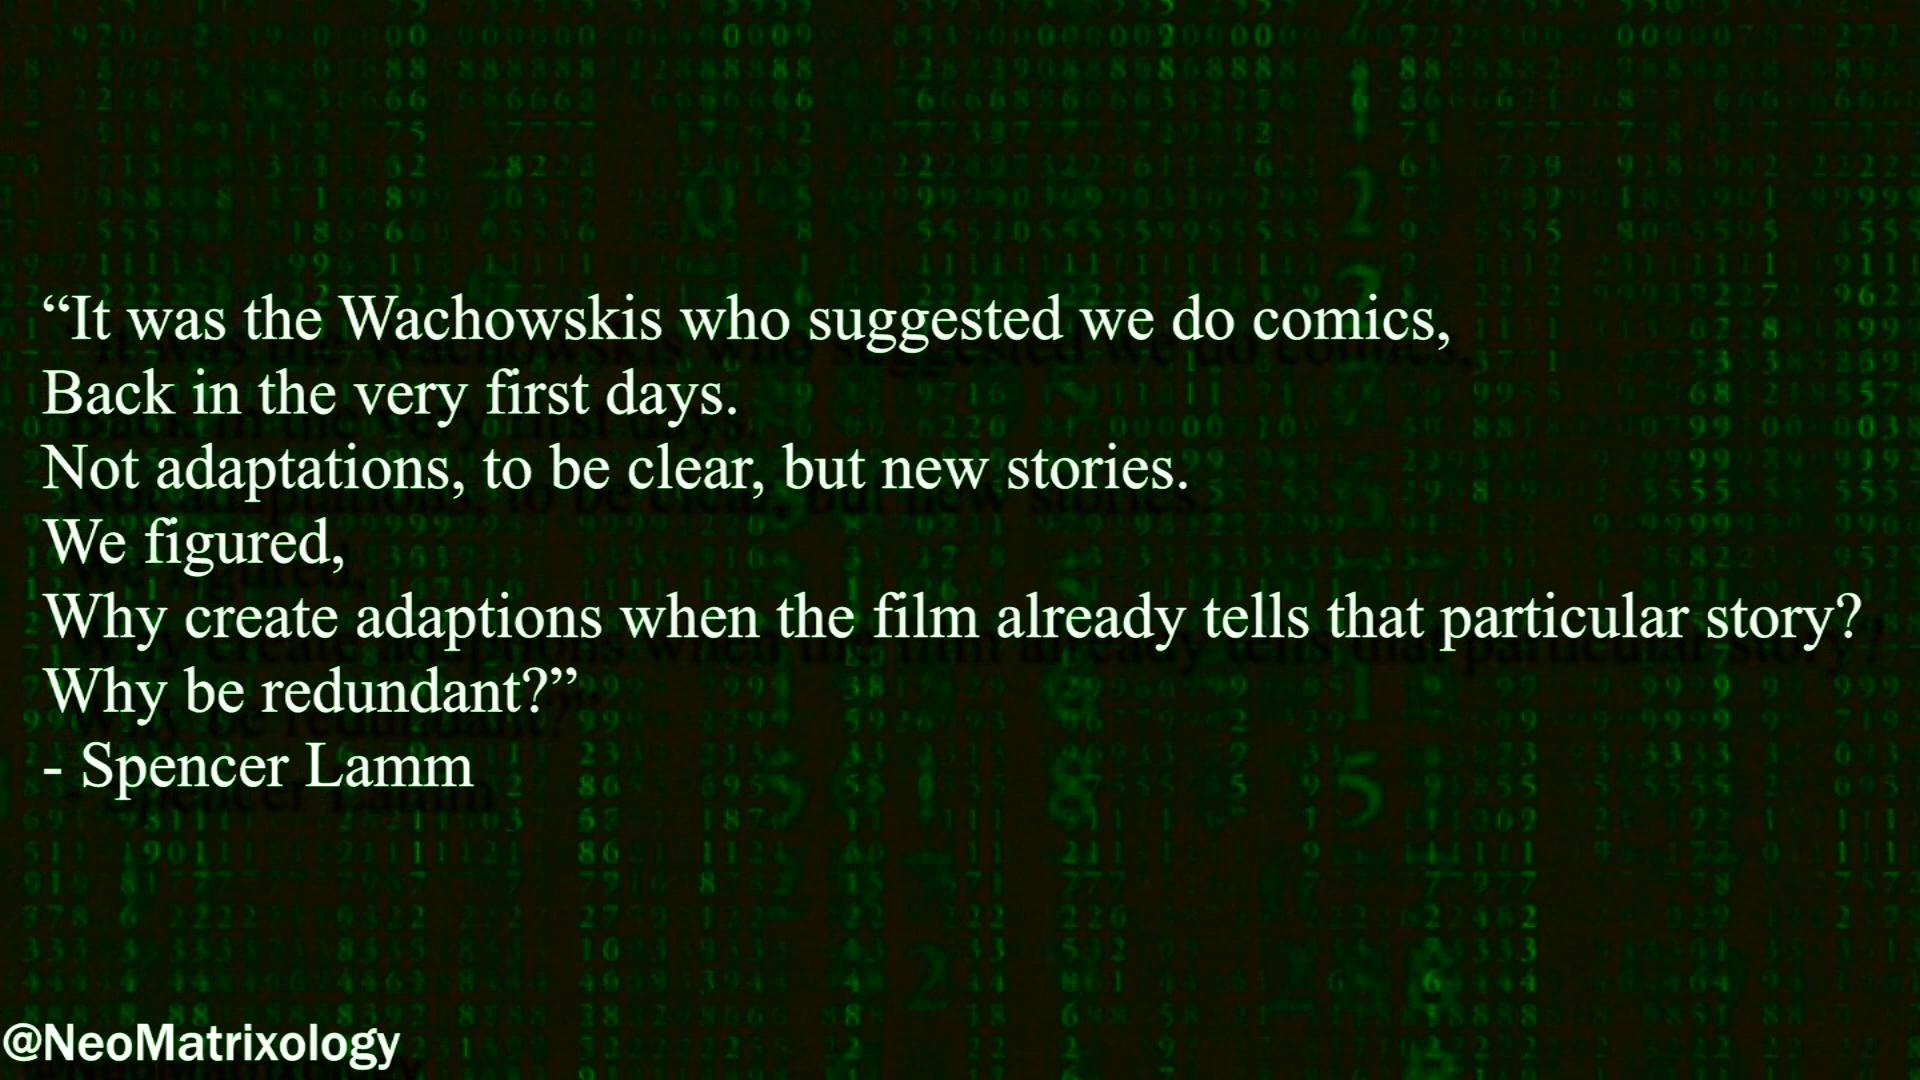 “It was the Wachowskis who suggested we do comics,
Back in the very first days.
Not adaptations, to be clear, but new stories.
We figured,
Why create adaptions when the film already tells that particular story?
Why be redundant?”
- Spencer Lamm
@NeoMatrixology